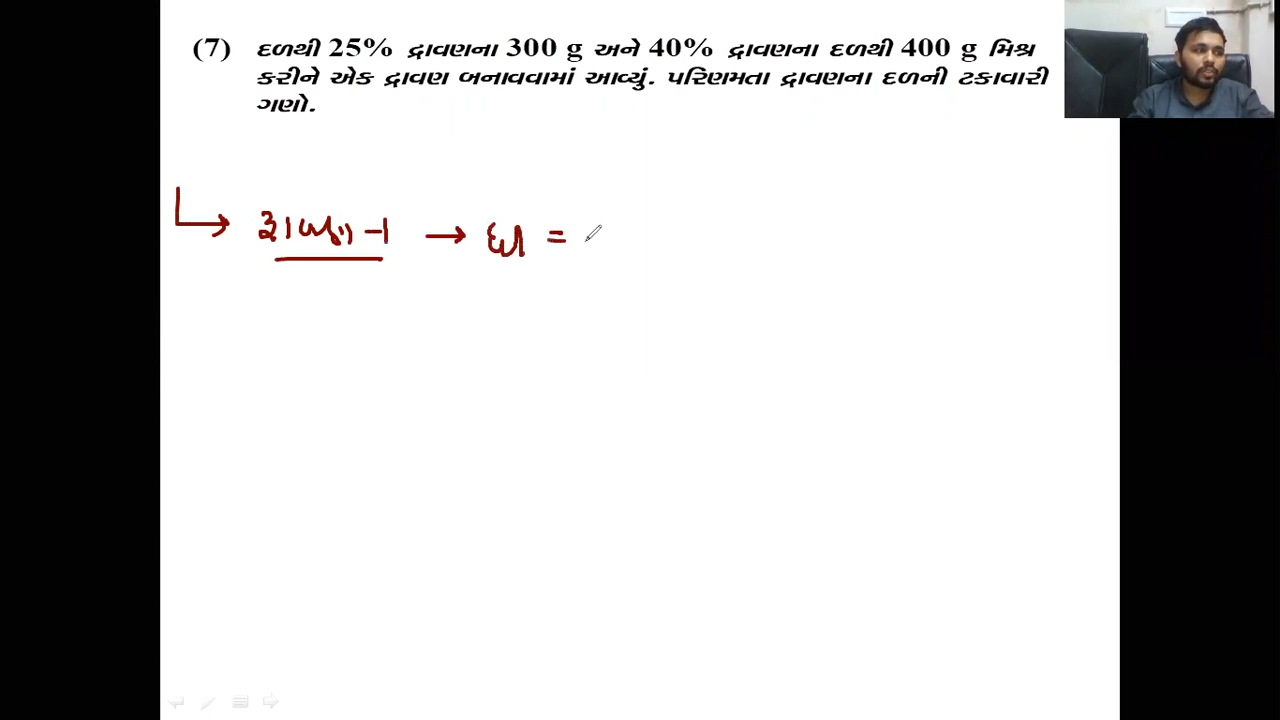 (7) દળથી 25% દ્રાવણના 300 g અને 40% દ્રાવણના દળથી 400 g મિશ્ર
કરીને એક દ્રાવણ બનાવવામાં આવ્યું. પરિણમતા દ્રાવણના દળની ટકાવારી
ગણો.
→ દ્રાવણ -1 → =